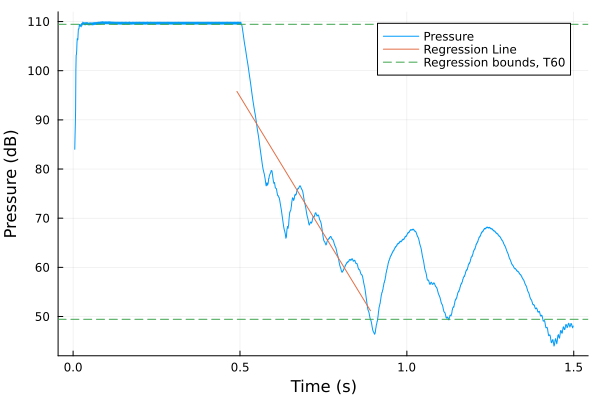 Pressure (dB)
110
100
90
80
70
60
50
Pressure
Regression Line
Regression bounds, T60
0.0
0.5
1.0
1.5
Time (s)